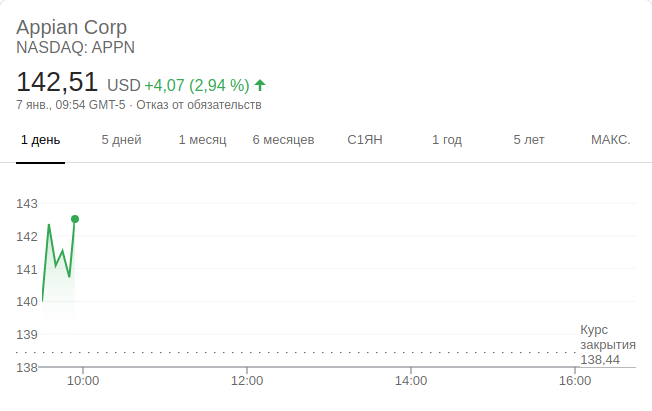 Appian Corp
NASDAQ: APPN
142,51 USD +4,07 (2,94 %)
7 янв., 09:54 GMT-5 · Отказ от обязательств
1 день 5 дней 1 месяц 6 месяцев С1ЯН 1 год 5 лет МАКС.
143
142
141
140
139
138
Курс
закрытия
138,44
10:00 12:00 14:00 16:00